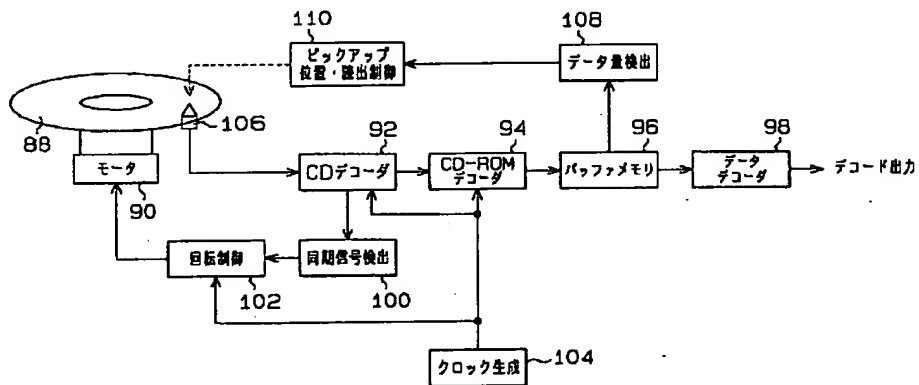 110
ピックアップ
位置・読出制御
108
データ量検出
88
106
モータ
90
92
CDデコーダ
94
CD-ROM
デコーダ
96
バッファメモリ
98
データ
デコーダ
デコード出力
回転制御
102
同期信号検出
100
クロック生成
104